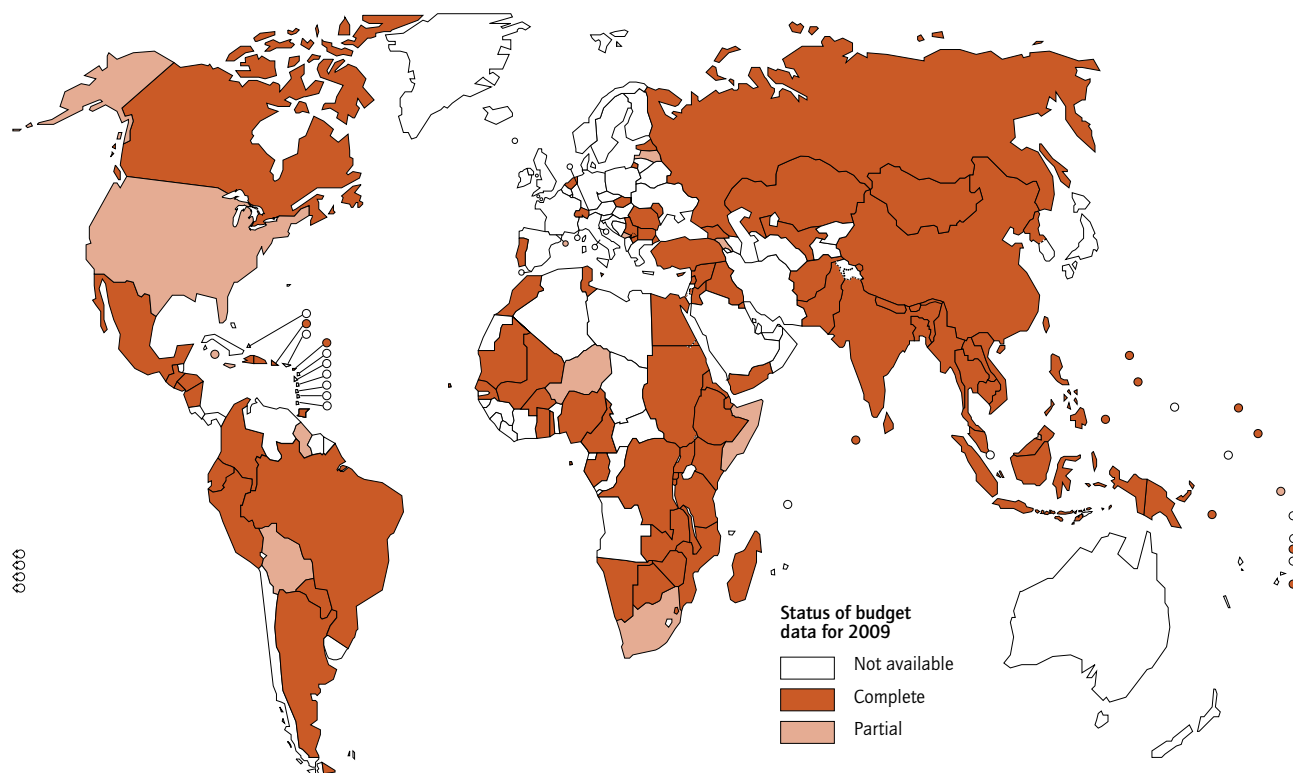 Status of budget
data for 2009
Not available
Complete
Partial